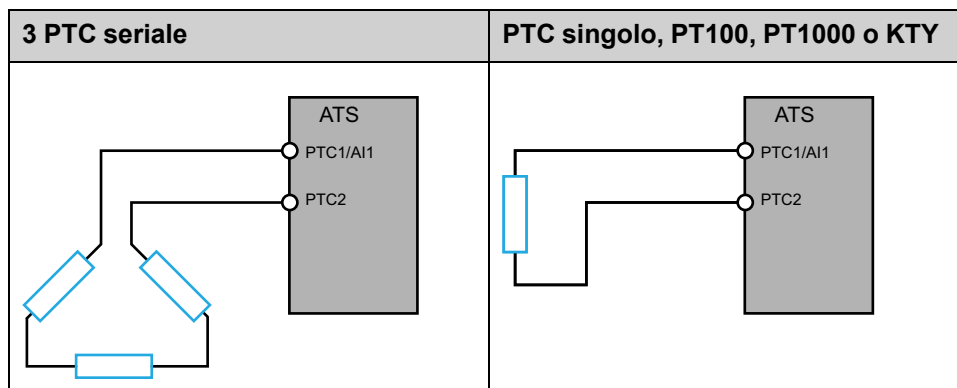 3 PTC seriale
PTC singolo, PT100, PT1000 o KTY
ATS
PTC1/AI1
PTC2
ATS
PTC1/AI1
PTC2